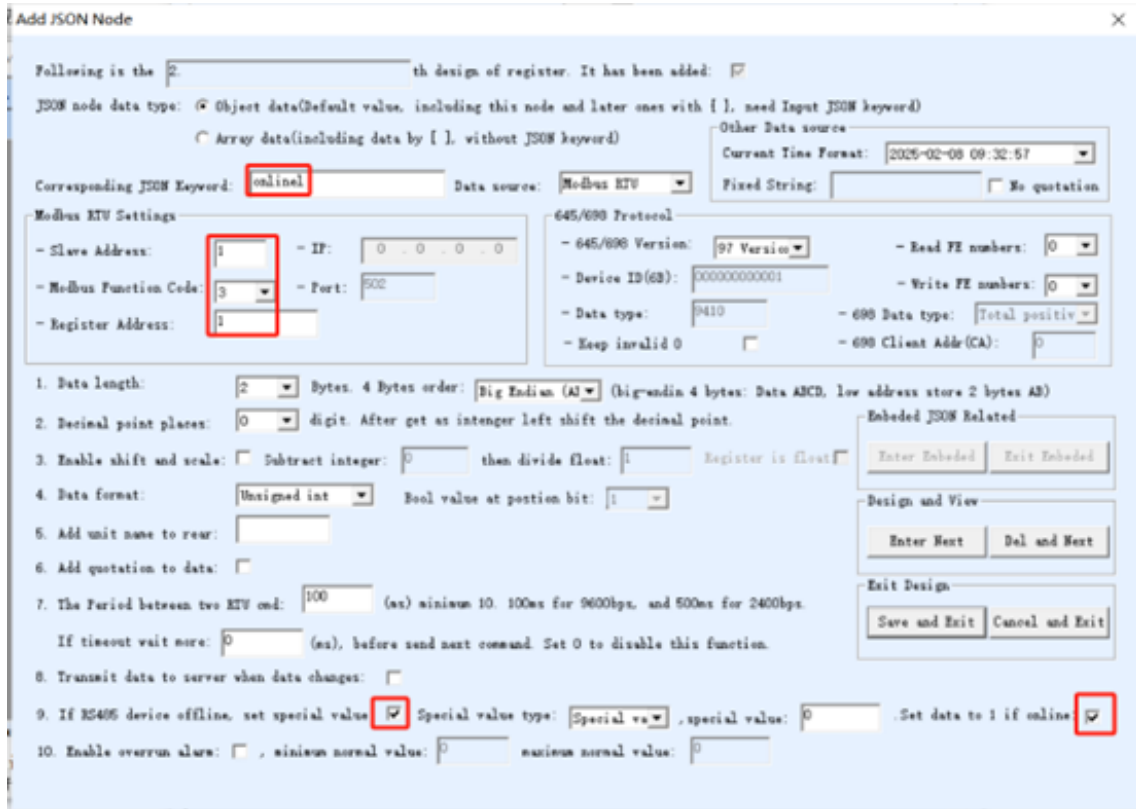 Add JSON Node
Following is the 2. th design of register. It has been added:
JSON node data type: Object data(Default value, including this node and later ones with { }, need Input JSON keyword)
Array data(including data by [ ], without JSON keyword)
Other Data source
Current Time Format: 2025-02-08 09:32:57
Corresponding JSON Keyword: online1 Data source: Modbus RTU Fixed String: No quotation
Modbus RTU Settings
645/698 Protocol
- Slave Address: 1 - IP: 0 . 0 . 0 . 0
- 645/698 Version: 97 Versio - Read FE numbers: 0
- Modbus Function Code: 3 - Port: 502
- Device ID(6B): 000000000001 - Write FE numbers: 0
- Register Address: 1
- Data type: 9410 - 698 Data type: Total positiv
- Keep invalid 0 - 698 Client Addr(CA): 0
1. Data length: 2 Bytes. 4 Bytes order: Big Endian (AB (big-endin 4 bytes: Data ABCD, low address store 2 bytes AB)
2. Decimal point places: 0 digit. After get as intenger left shift the decimal point.
Embeded JSON Related
3. Enable shift and scale: Subtract integer: 0 then divide float: 1 Register is float
Enter Embeded Exit Embeded
4. Data format: Unsigned int Bool value at postion bit: 1
Design and View
5. Add unit name to rear:
Enter Next Del and Next
6. Add quotation to data:
Exit Design
7. The Period between two RTU cmd: 100 (ms) minimum 10. 100ms for 9600bps, and 500ms for 2400bps.
Save and Exit Cancel and Exit
If timeout wait more: 0 (ms), before send next command. Set 0 to disable this function.
8. Transmit data to server when data changes:
9. If RS485 device offline, set special value Special value type: Special va , special value: 0 .Set data to 1 if online:
10. Enable overrun alarm: , minimum normal value: 0 maximum normal value: 0